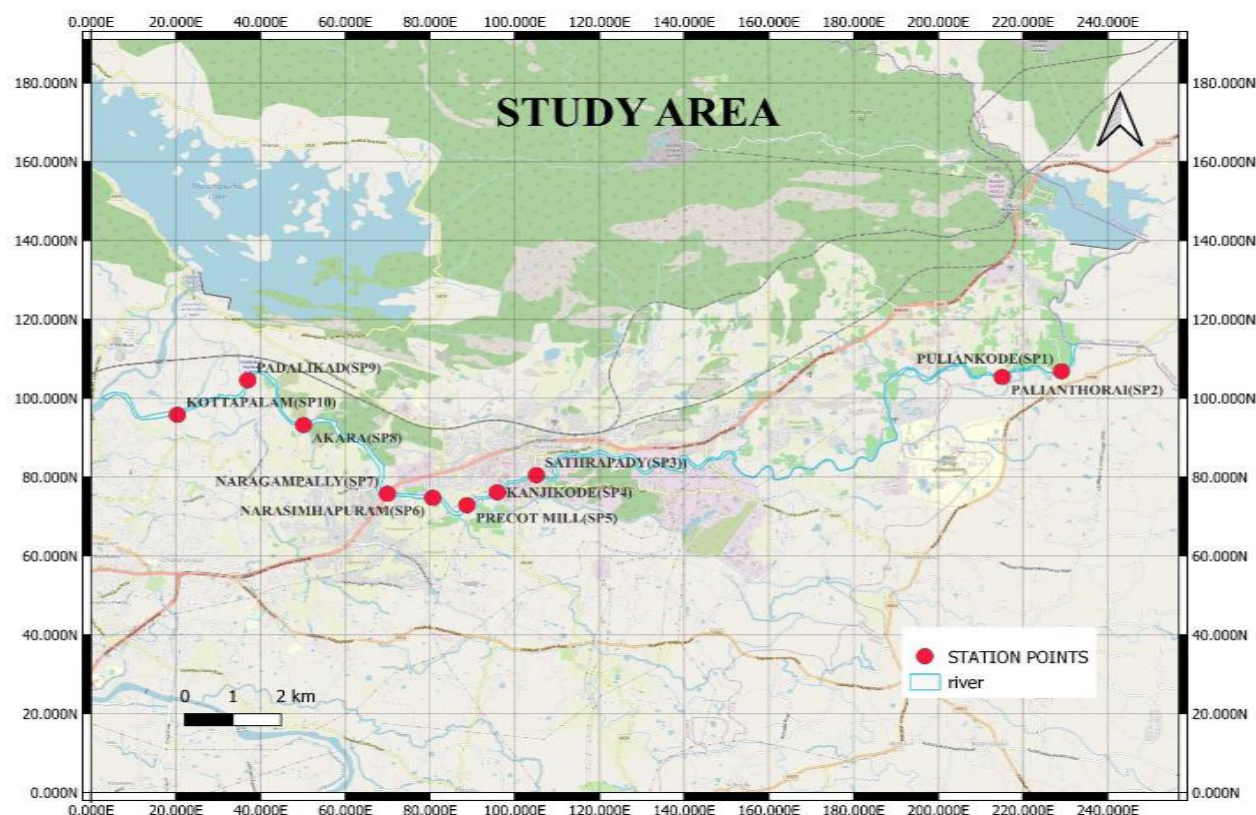 0.000E 20.000E 40.000E 60.000E 80.000E 100.000E 120.000E 140.000E 160.000E 180.000E 200.000E 220.000E 240.000E
STUDY AREA
180.000N 180.000N
160.000N 160.000N
140.000N 140.000N
120.000N 120.000N
PULIANKODE(SP1)
PADALIKAD(SP9)
PALIANTHORAI(SP2)
100.000N 100.000N
KOTTAPALAM(SP10)
AKARA(SP8)
SATHRAPADY(SP3))
80.000N 80.000N
NARAGAMPALLY(SP7)
KANJIKODE(SP4)
NARASIMHAPURAM(SP6)
PRECOT MILL(SP5)
60.000N 60.000N
40.000N 40.000N
STATION POINTS
river
0 1 2 km
20.000N 20.000N
0.000N 0.000N
0.000E 20.000E 40.000E 60.000E 80.000E 100.000E 120.000E 140.000E 160.000E 180.000E 200.000E 220.000E 240.000E